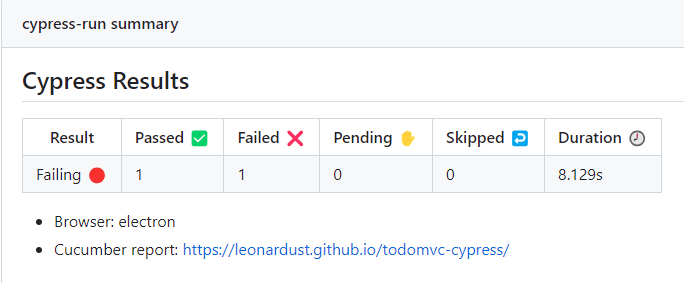 cypress-run summary
Cypress Results
Result Passed ✅ Failed ❌ Pending ✋ Skipped ↩️ Duration 🕗
Failing 🔴 1 1 0 0 8.129s
Browser: electron
Cucumber report: https://leonardust.github.io/todomvc-cypress/